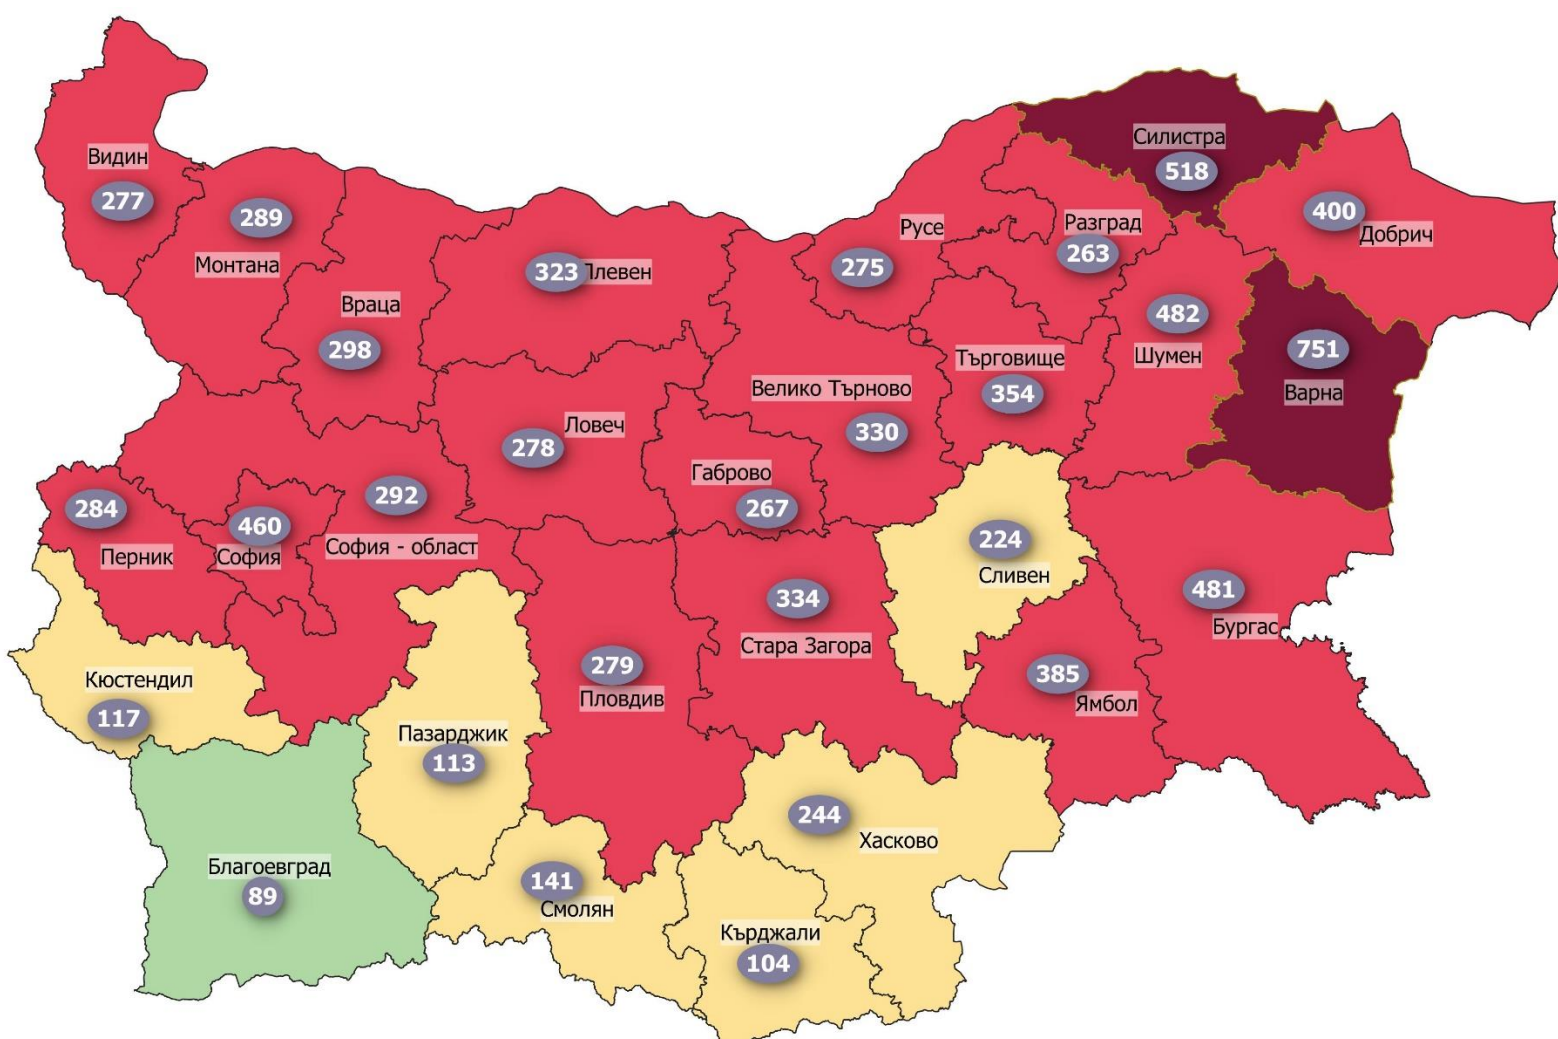 Видин
277
289
Монтана
Враца
298
323
Плевен
Русе
275
Разград
263
Силистра
518
400
Добрич
482
Шумен
751
Варна
Търговище
354
Велико Търново
330
Ловеч
278
Габрово
267
284
Перник
460
София
292
София - област
224
Сливен
481
Бургас
334
Стара Загора
279
Пловдив
385
Ямбол
Кюстендил
117
Пазарджик
113
244
Хасково
Благоевград
89
141
Смолян
Кърджали
104